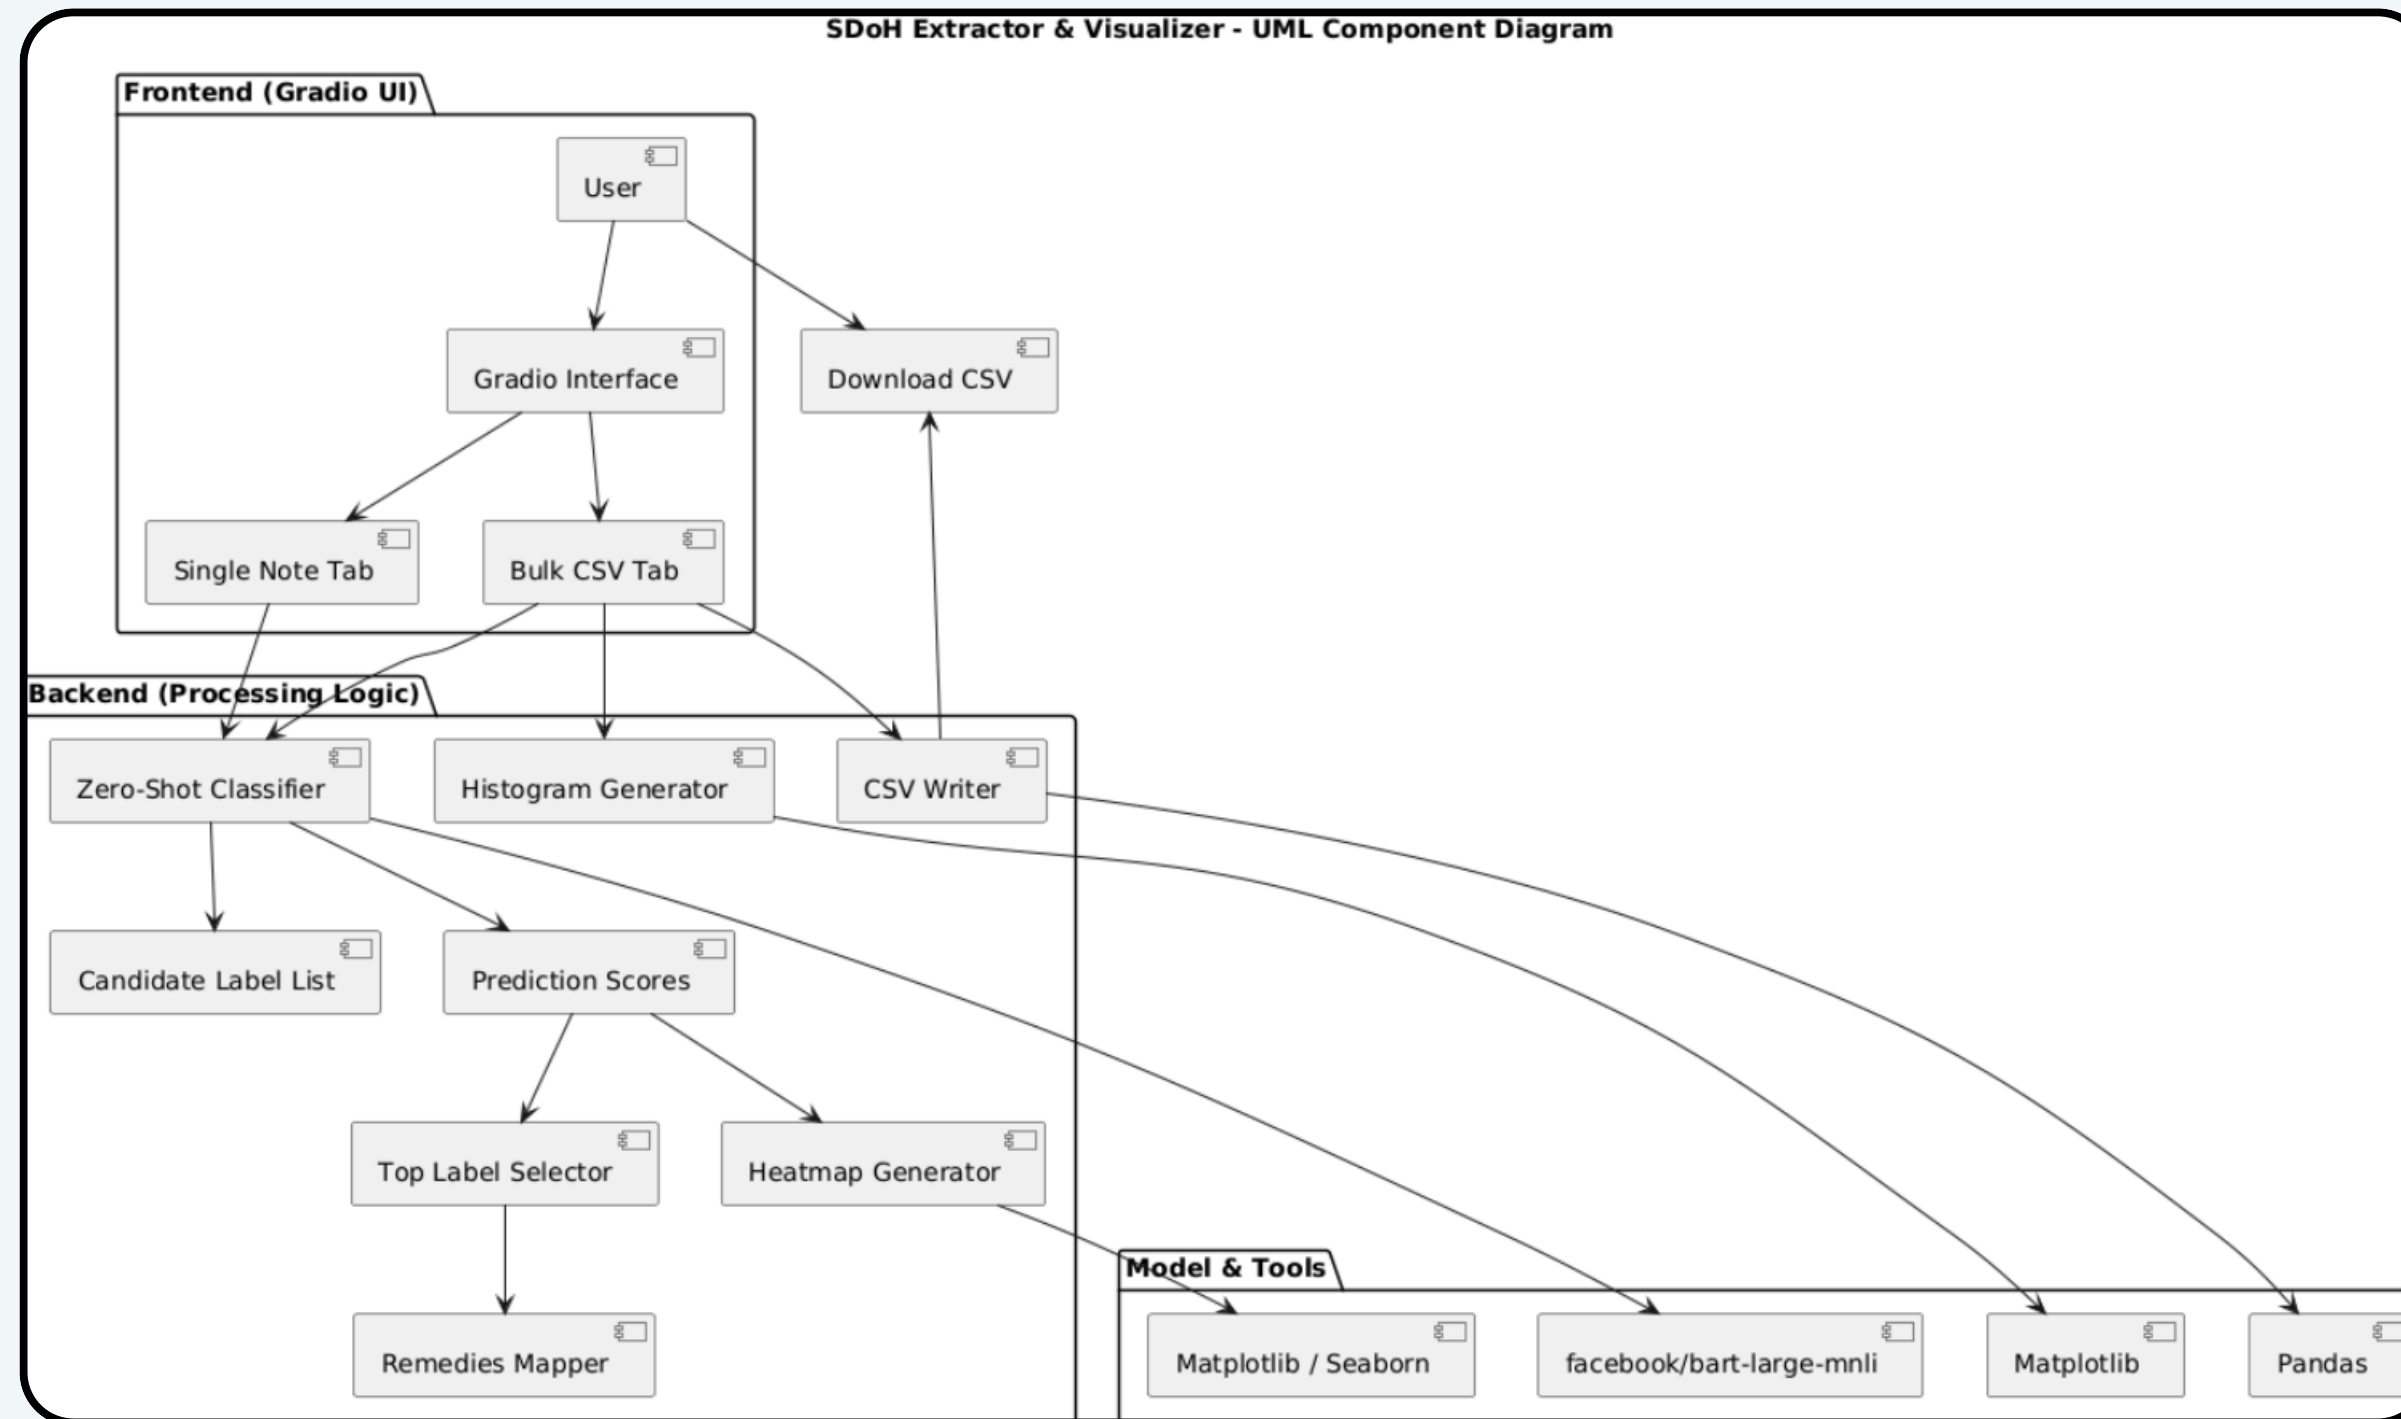 SDoH Extractor & Visualizer - UML Component Diagram
Frontend (Gradio UI)
User
Gradio Interface
Download CSV
Single Note Tab
Bulk CSV Tab
Backend (Processing Logic)
Zero-Shot Classifier
Histogram Generator
CSV Writer
Candidate Label List
Prediction Scores
Top Label Selector
Heatmap Generator
Model & Tools
Remedies Mapper
Matplotlib / Seaborn
facebook/bart-large-mnli
Matplotlib
Pandas